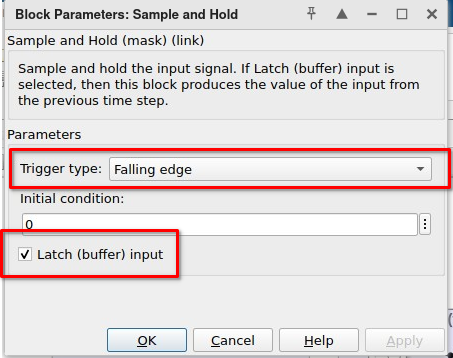 Block Parameters: Sample and Hold
Sample and Hold (mask) (link)
Sample and hold the input signal. If Latch (buffer) input is
selected, then this block produces the value of the input from
the previous time step.
Parameters
Trigger type: Falling edge
Initial condition:
0
Latch (buffer) input
OK Cancel Help Apply